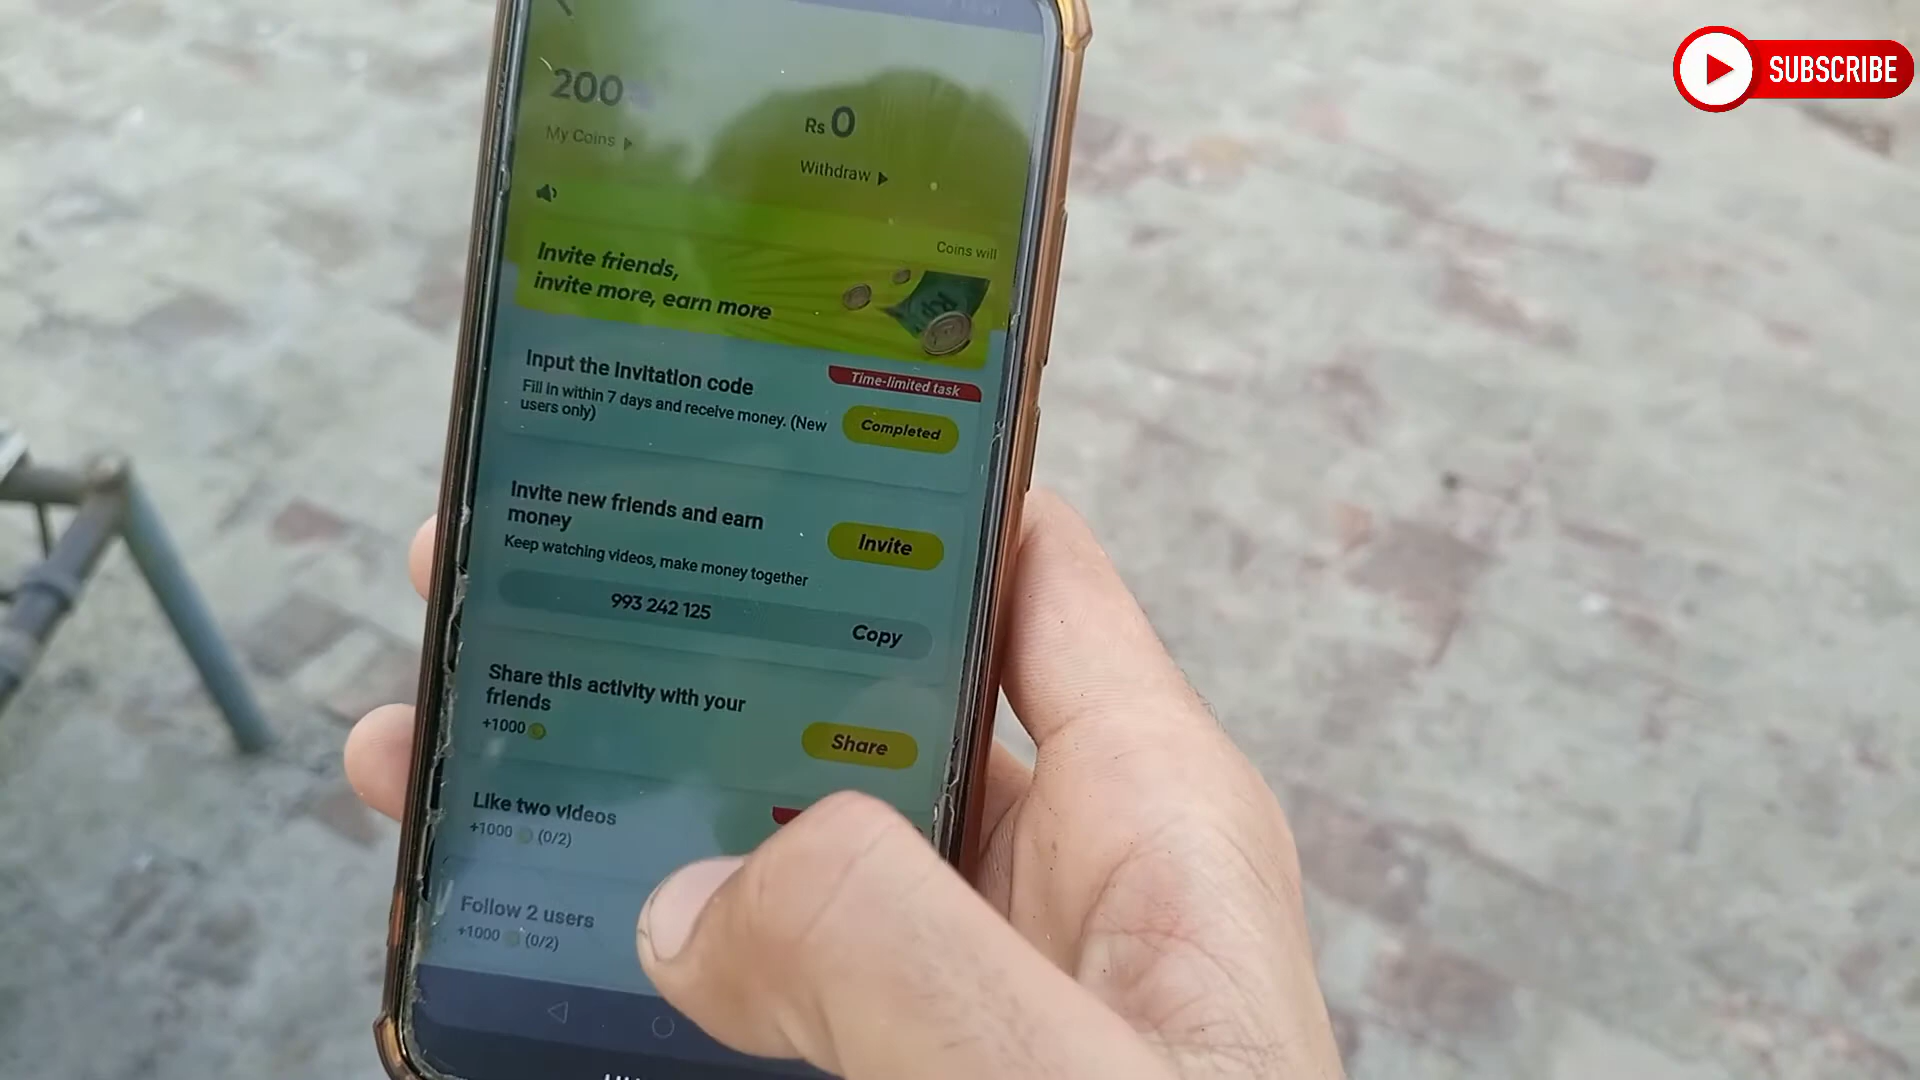 SUBSCRIBE
200
My Coins
Rs 0
Withdraw
Coins will
Invite friends,
invite more, earn more
Input the invitation code
Time-limited task
Fill in within 7 days and receive money. (New
users only)
Completed
Invite new friends and earn
money
Invite
Keep watching videos, make money together
993 242 125
Copy
Share this activity with your
friends
+1000
Share
Like two videos
+1000 (0/2)
Follow 2 users
+1000 (0/2)